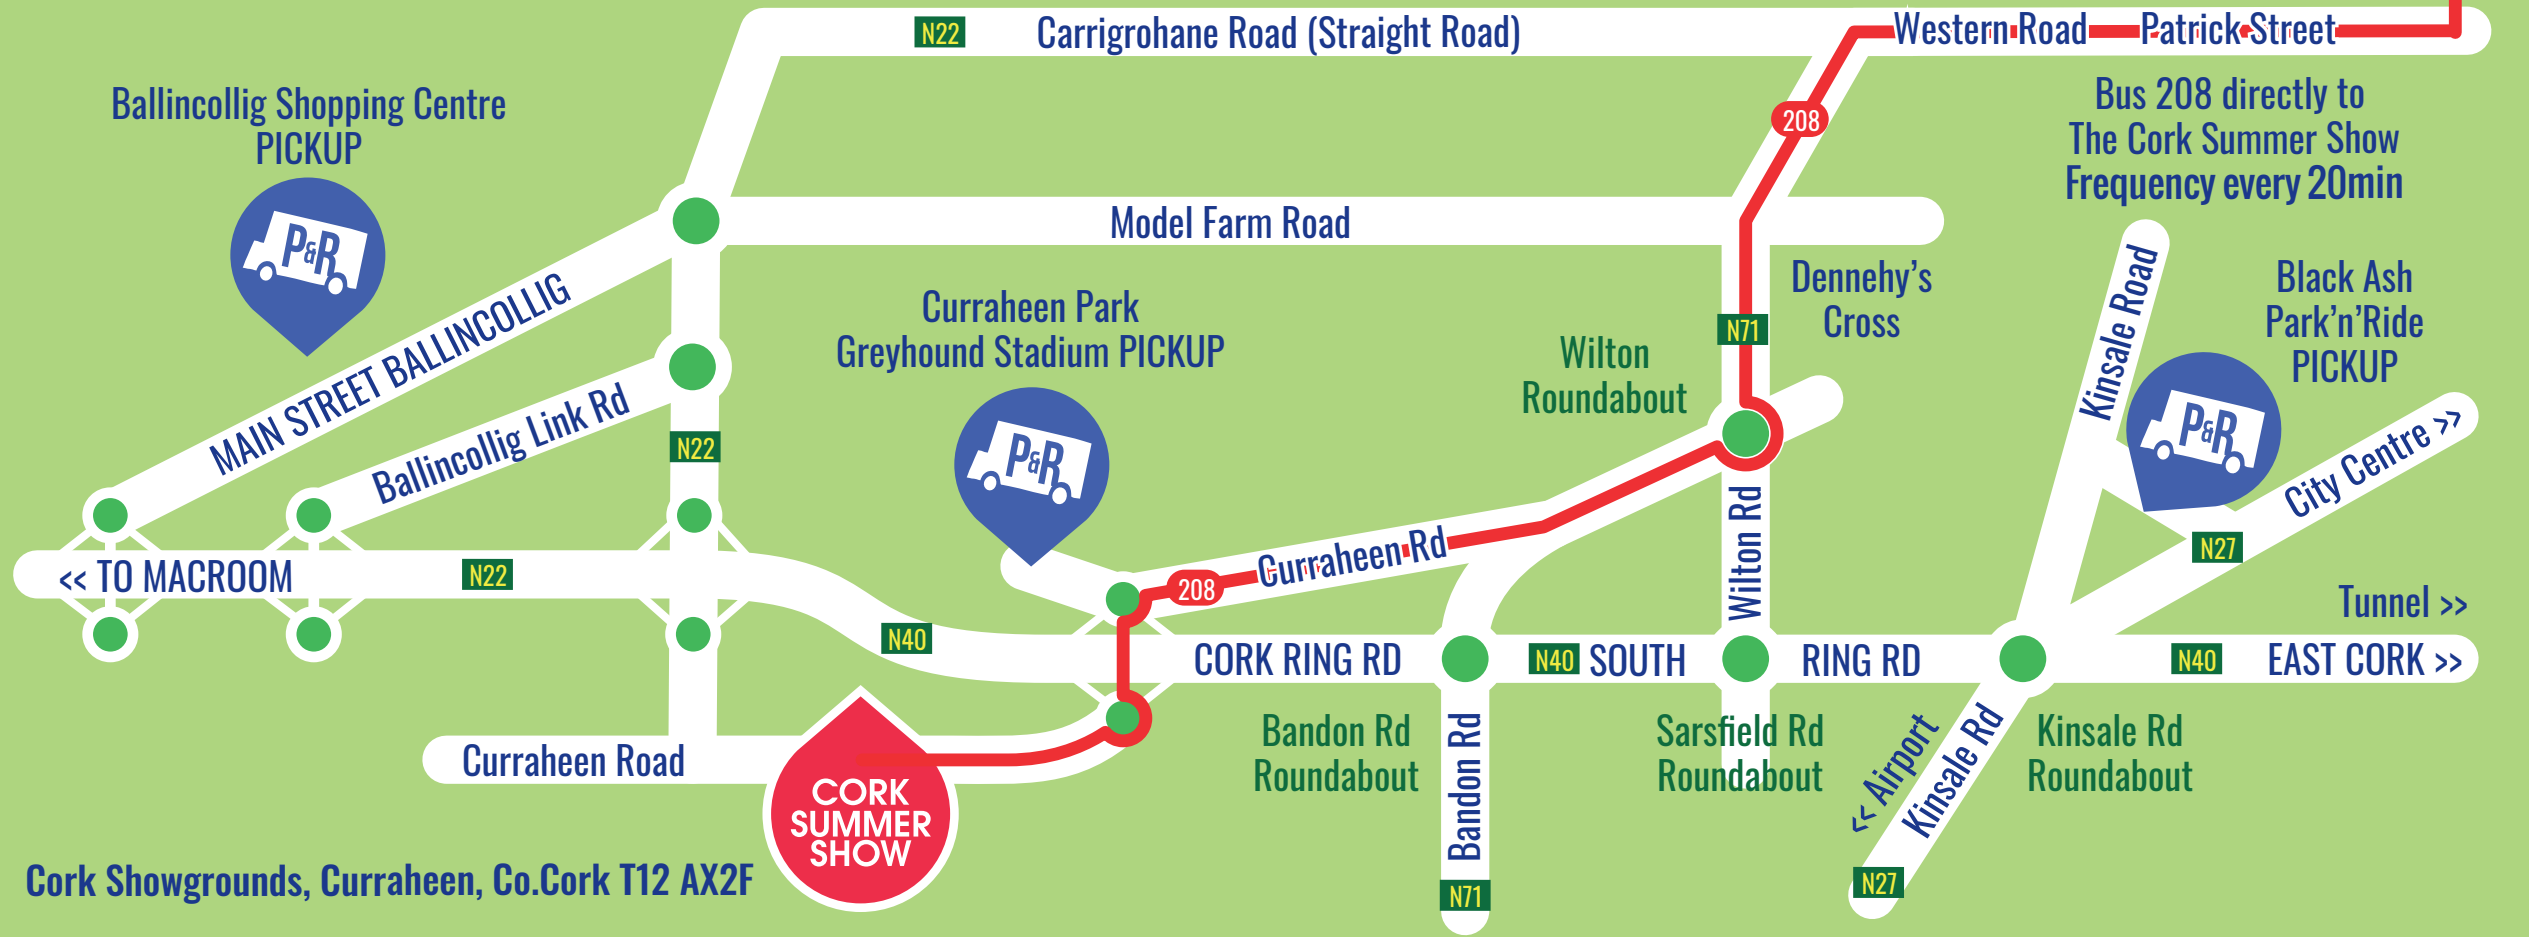 N22
Carrigrohane Road (Straight Road)
Western Road
Patrick Street
Ballincollig Shopping Centre
PICKUP
P&R
208
Bus 208 directly to
The Cork Summer Show
Frequency every 20min
Model Farm Road
MAIN STREET BALLINCOLLIG
Ballincollig Link Rd
N22
Curraheen Park
Greyhound Stadium PICKUP
P&R
Wilton
Roundabout
N71
Dennehy’s
Cross
Kinsale Road
Black Ash
Park’n’Ride
PICKUP
P&R
City Centre >>
N27
<< TO MACROOM
N22
N40
208
Curraheen Rd
Wilton Rd
Tunnel >>
CORK RING RD
N40
SOUTH
RING RD
N40
EAST CORK >>
Curraheen Road
CORK
SUMMER
SHOW
Bandon Rd
Roundabout
Bandon Rd
N71
Sarsfield Rd
Roundabout
<< Airport
Kinsale Rd
N27
Kinsale Rd
Roundabout
Cork Showgrounds, Curraheen, Co.Cork T12 AX2F